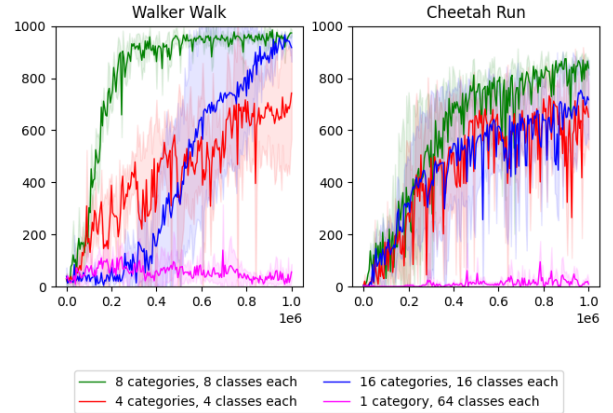 Walker Walk
Cheetah Run
1000
800
600
400
200
0
0.0 0.2 0.4 0.6 0.8 1.0
1e6
1000
800
600
400
200
0
0.0 0.2 0.4 0.6 0.8 1.0
1e6
8 categories, 8 classes each
4 categories, 4 classes each
16 categories, 16 classes each
1 category, 64 classes each